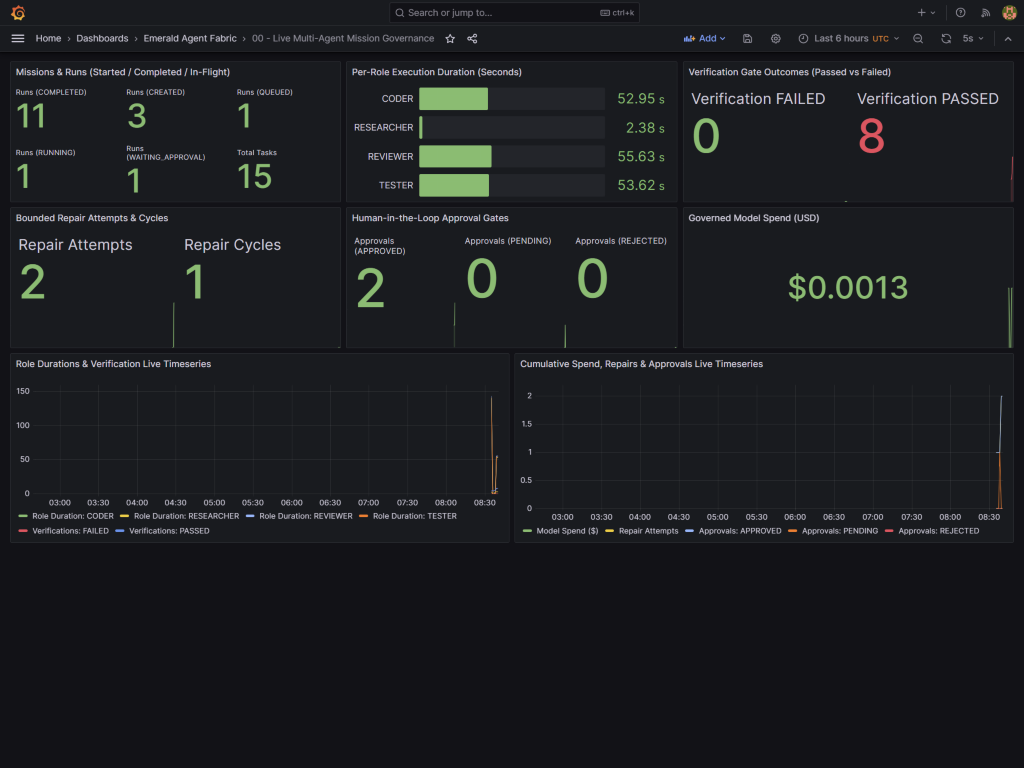 Search or jump to...
ctrl+k
Home › Dashboards › Emerald Agent Fabric › 00 - Live Multi-Agent Mission Governance
Add
Last 6 hours UTC
5s
Missions & Runs (Started / Completed / In-Flight)
Runs (COMPLETED)
11
Runs (CREATED)
3
Runs (QUEUED)
1
Runs (RUNNING)
1
Runs
(WAITING_APPROVAL)
1
Total Tasks
15
Per-Role Execution Duration (Seconds)
CODER 52.95 s
RESEARCHER 2.38 s
REVIEWER 55.63 s
TESTER 53.62 s
Verification Gate Outcomes (Passed vs Failed)
Verification FAILED
0
Verification PASSED
8
Bounded Repair Attempts & Cycles
Repair Attempts
2
Repair Cycles
1
Human-in-the-Loop Approval Gates
Approvals
(APPROVED)
2
Approvals (PENDING)
0
Approvals (REJECTED)
0
Governed Model Spend (USD)
$0.0013
Role Durations & Verification Live Timeseries
150
100
50
0
03:00 03:30 04:00 04:30 05:00 05:30 06:00 06:30 07:00 07:30 08:00 08:30
Role Duration: CODER Role Duration: RESEARCHER Role Duration: REVIEWER Role Duration: TESTER
Verifications: FAILED Verifications: PASSED
Cumulative Spend, Repairs & Approvals Live Timeseries
2
1.5
1
0.5
0
03:00 03:30 04:00 04:30 05:00 05:30 06:00 06:30 07:00 07:30 08:00 08:30
Model Spend ($) Repair Attempts Approvals: APPROVED Approvals: PENDING Approvals: REJECTED